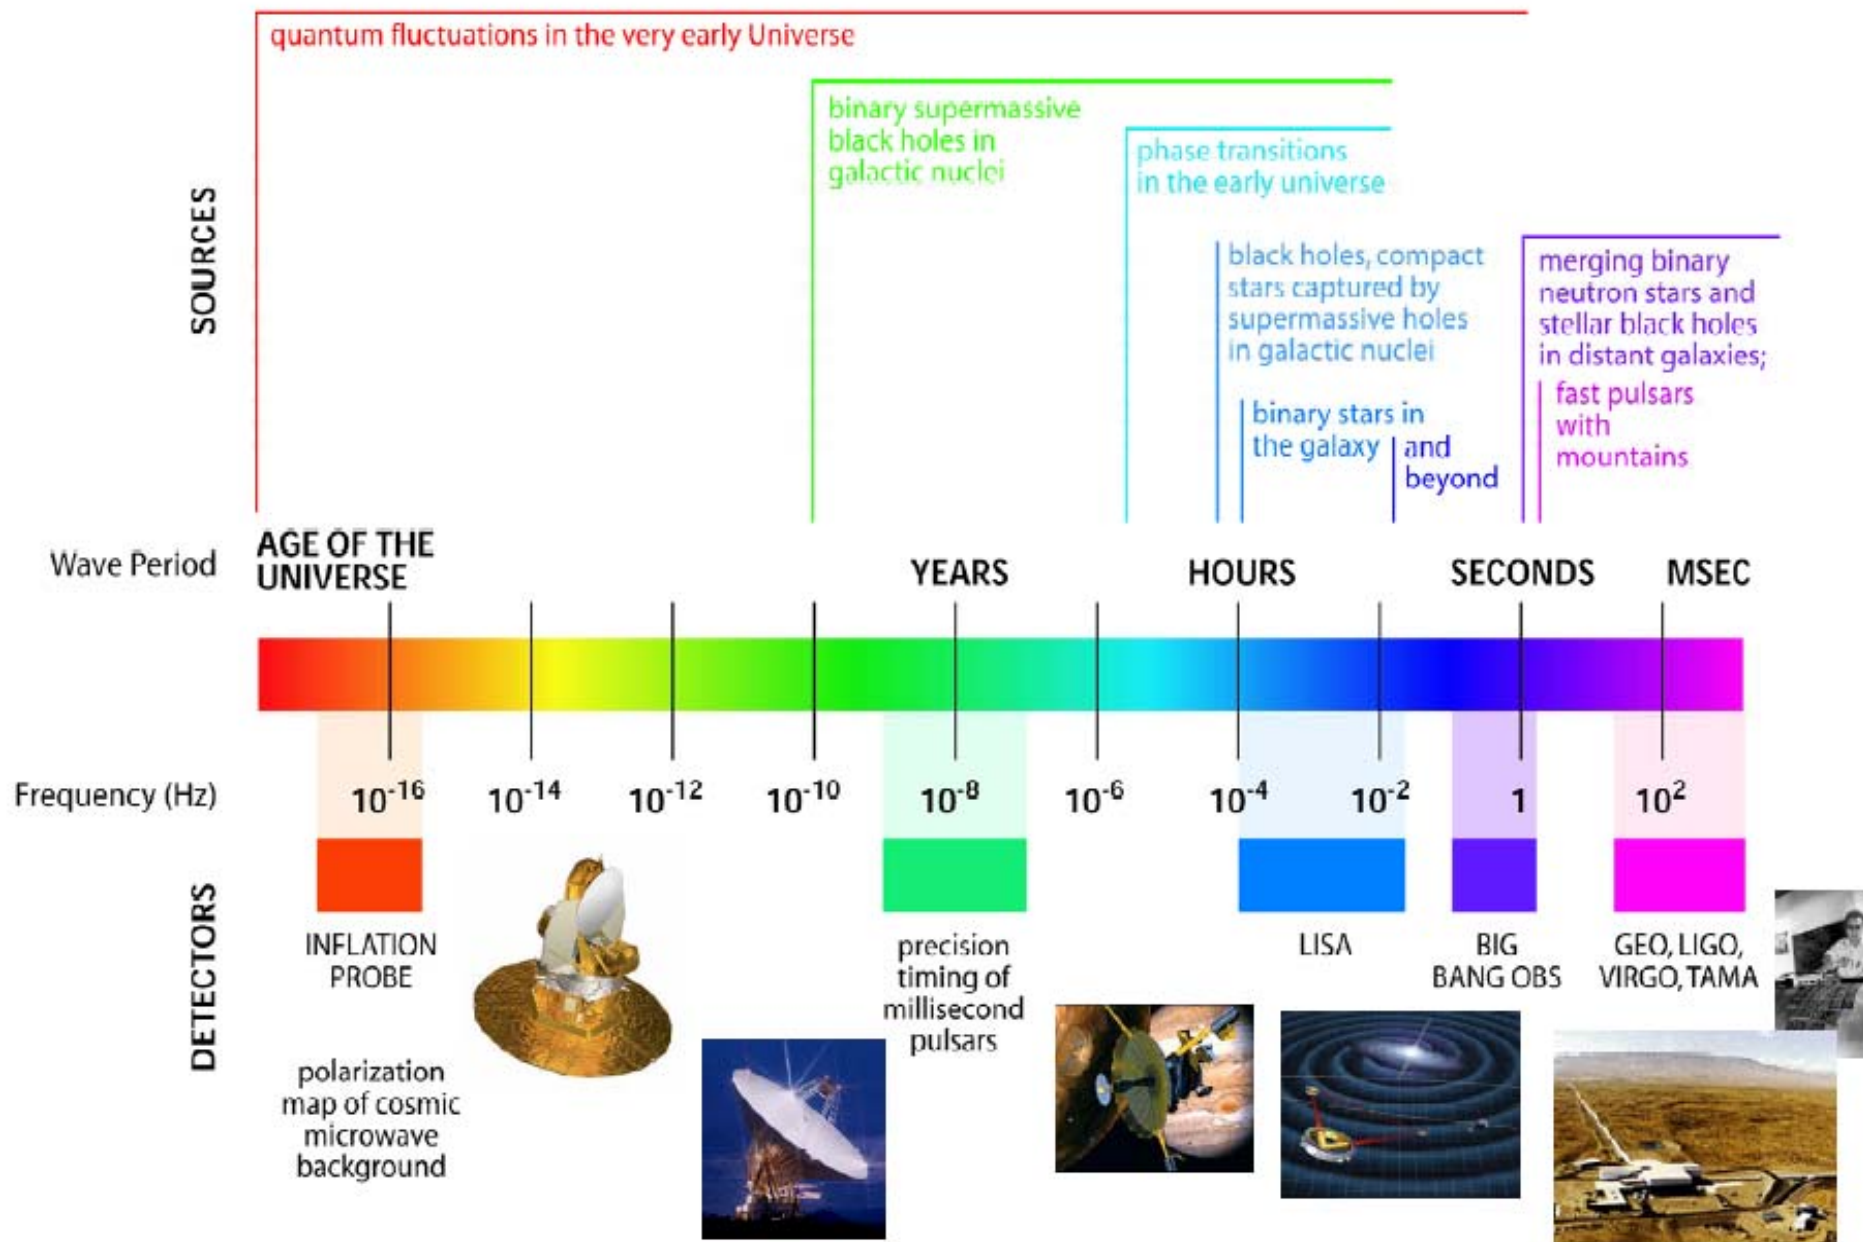 quantum fluctuations in the very early Universe
binary supermassive
black holes in
galactic nuclei
phase transitions
in the early universe
SOURCES
black holes, compact
stars captured by
supermassive holes
in galactic nuclei
merging binary
neutron stars and
stellar black holes
in distant galaxies;
fast pulsars
with
mountains
binary stars in
the galaxy
and
beyond
Wave Period
AGE OF THE
UNIVERSE
YEARS
HOURS
SECONDS
MSEC
Frequency (Hz)
10⁻¹⁶
10⁻¹⁴
10⁻¹²
10⁻¹⁰
10⁻⁸
10⁻⁶
10⁻⁴
10⁻²
1
10²
DETECTORS
INFLATION
PROBE
polarization
map of cosmic
microwave
background
precision
timing of
millisecond
pulsars
LISA
BIG
BANG OBS
GEO, LIGO,
VIRGO, TAMA